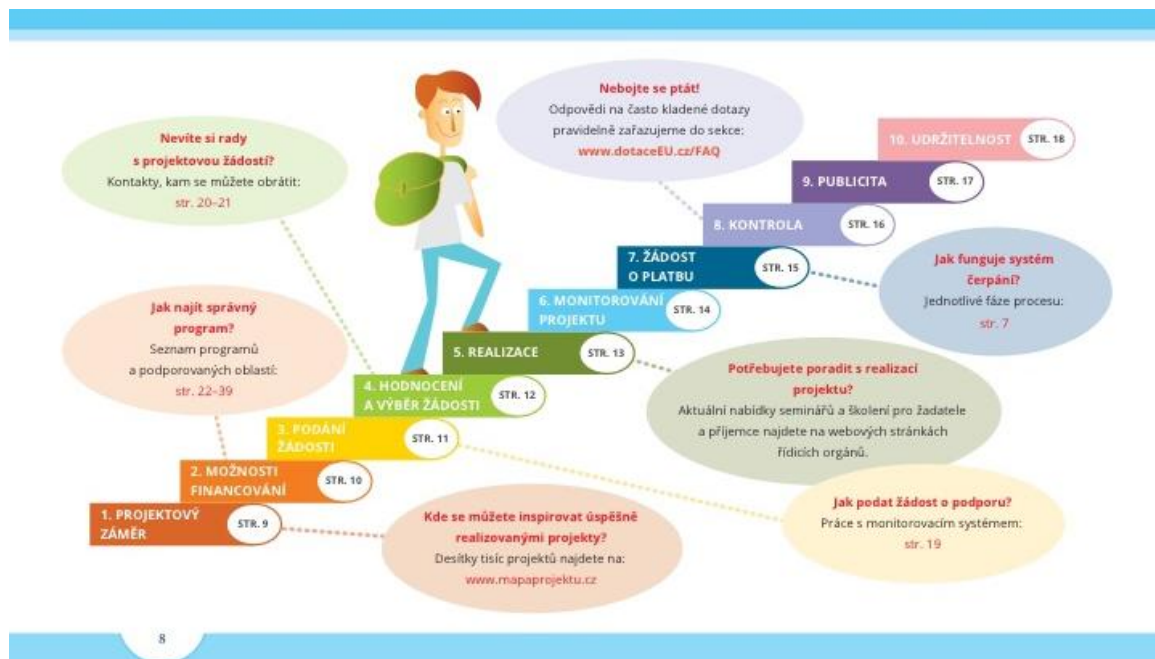 Nebojte se ptát!
Odpovědi na často kladené dotazy
pravidelně zařazujeme do sekce:
www.dotaceEU.cz/FAQ
Nevíte si rady
s projektovou žádostí?
Kontakty, kam se můžete obrátit:
str. 20–21
10. UDRŽITELNOST STR. 18
9. PUBLICITA STR. 17
8. KONTROLA STR. 16
7. ŽÁDOST
O PLATBU STR. 15
Jak funguje systém
čerpání?
Jednotlivé fáze procesu:
str. 7
6. MONITOROVÁNÍ
PROJEKTU STR. 14
Jak najít správný
program?
Seznam programů
a podporovaných oblastí:
str. 22–39
5. REALIZACE STR. 13
Potřebujete poradit s realizací
projektu?
Aktuální nabídky seminářů a školení pro žadatele
a příjemce najdete na webových stránkách
řídicích orgánů.
4. HODNOCENÍ
A VÝBĚR ŽÁDOSTI STR. 12
3. PODÁNÍ
ŽÁDOSTI STR. 11
2. MOŽNOSTI
FINANCOVÁNÍ STR. 10
Jak podat žádost o podporu?
Práce s monitorovacím systémem:
str. 19
1. PROJEKTOVÝ
ZÁMĚR STR. 9
Kde se můžete inspirovat úspěšně
realizovanými projekty?
Desítky tisíc projektů najdete na:
www.mapaprojektu.cz
8